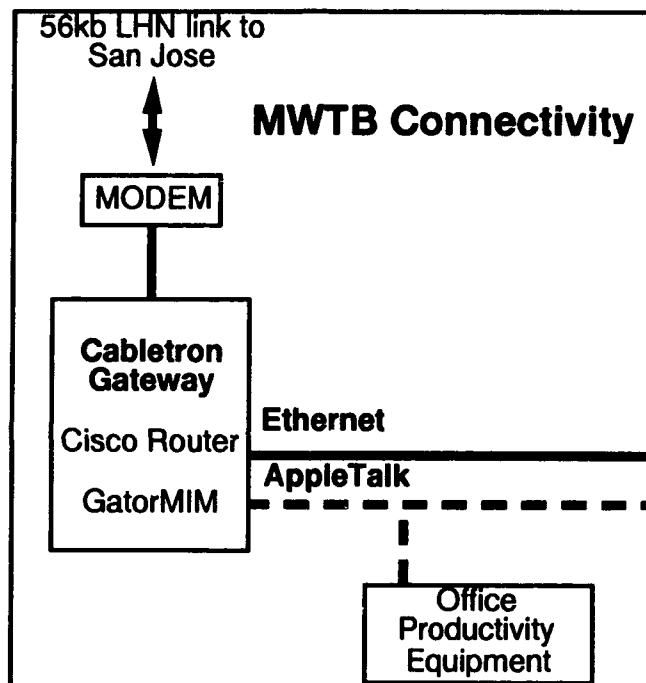 56kb LHN link to
San Jose
MWTB Connectivity
MODEM
Cabletron
Gateway
Cisco Router
GatorMIM
Ethernet
AppleTalk
Office
Productivity
Equipment